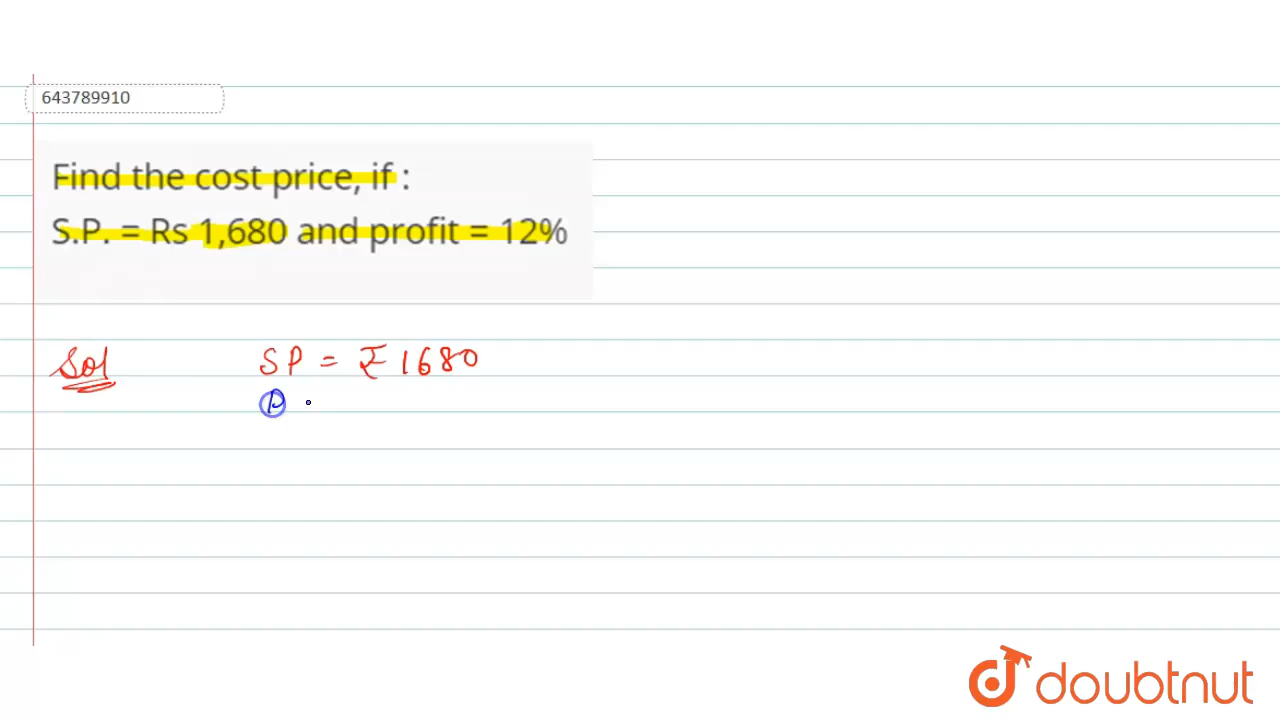 643789910
Find the cost price, if :
S.P. = Rs 1,680 and profit = 12%
Sol SP = ₹ 1680
P
doubtnut